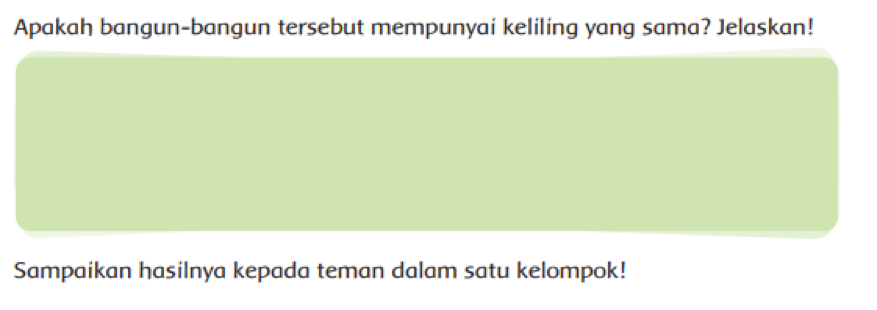 Apakah bangun-bangun tersebut mempunyai keliling yang sama? Jelaskan!
Sampaikan hasilnya kepada teman dalam satu kelompok!